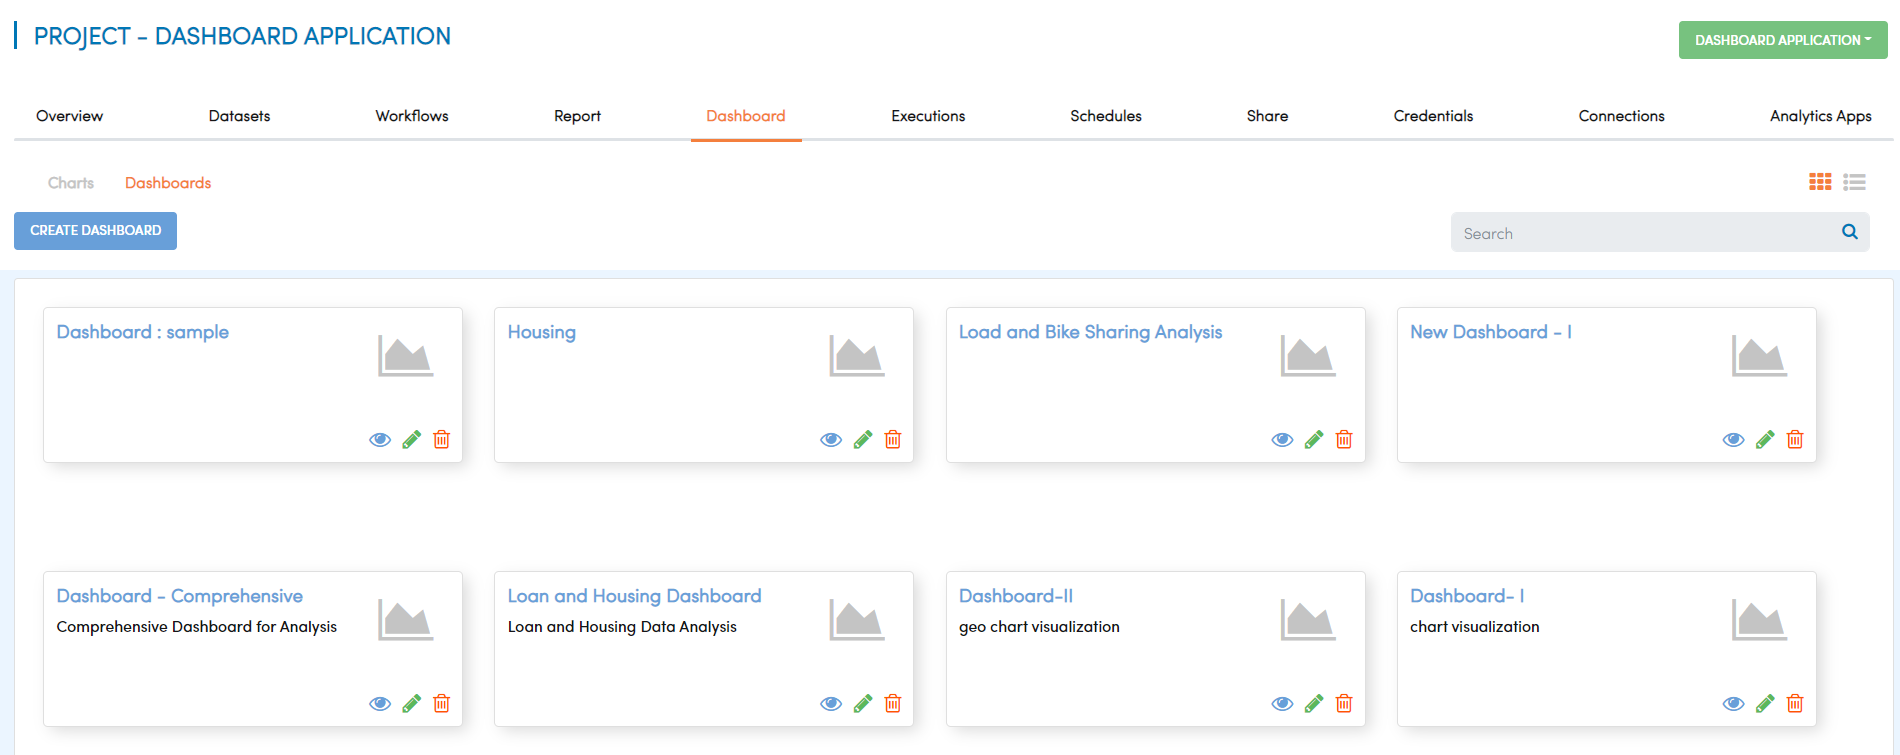 PROJECT - DASHBOARD APPLICATION
DASHBOARD APPLICATION
Overview Datasets Workflows Report Dashboard Executions Schedules Share Credentials Connections Analytics Apps
Charts Dashboards
CREATE DASHBOARD
Search
Dashboard : sample
Housing
Load and Bike Sharing Analysis
New Dashboard - I
Dashboard - Comprehensive
Comprehensive Dashboard for Analysis
Loan and Housing Dashboard
Loan and Housing Data Analysis
Dashboard-II
geo chart visualization
Dashboard- I
chart visualization